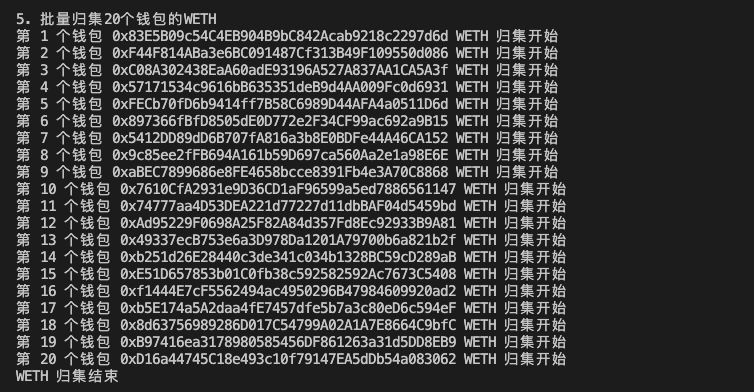 5. 批量归集20个钱包的WETH
第 1 个钱包 0x83E5B09c54C4EB904B9bC842Acab9218c2297d6d WETH 归集开始
第 2 个钱包 0xF44F814ABa3e6BC091487Cf313B49F109550d086 WETH 归集开始
第 3 个钱包 0xC08A302438EaA60adE93196A527A837AA1CA5A3f WETH 归集开始
第 4 个钱包 0x57171534c9616bB635351deB9d4AA009Fc0d6931 WETH 归集开始
第 5 个钱包 0xFECb70fD6b9414ff7B58C6989D44AFA4a0511D6d WETH 归集开始
第 6 个钱包 0x897366fBfD8505dE0D772e2F34CF99ac692a9B15 WETH 归集开始
第 7 个钱包 0x5412DD89dD6B707fA816a3b8E0BDFe44A46CA152 WETH 归集开始
第 8 个钱包 0x9c85ee2fFB694A161b59D697ca560Aa2e1a98E6E WETH 归集开始
第 9 个钱包 0xaBEC7899686e8FE4658bcce8391Fb4e3A70C8868 WETH 归集开始
第 10 个钱包 0x7610CfA2931e9D36CD1aF96599a5ed7886561147 WETH 归集开始
第 11 个钱包 0x74777aa4D53DEA221d77227d11dbBAF04d5459bd WETH 归集开始
第 12 个钱包 0xAd95229F0698A25F82A84d357Fd8Ec92933B9A81 WETH 归集开始
第 13 个钱包 0x49337ecB753e6a3D978Da1201A79700b6a821b2f WETH 归集开始
第 14 个钱包 0xb251d26E28440c3de341c034b1328BC59cD289aB WETH 归集开始
第 15 个钱包 0xE51D657853b01C0fb38c592582592Ac7673C5408 WETH 归集开始
第 16 个钱包 0xf1444E7cF5562494ac4950296B47984609920ad2 WETH 归集开始
第 17 个钱包 0xb5E174a5A2daa4fE7457dfe5b7a3c80eD6c594eF WETH 归集开始
第 18 个钱包 0x8d63756989286D017C54799A02A1A7E8664C9bfC WETH 归集开始
第 19 个钱包 0xB97416ea3178980585456DF861263a31d5DD8EB9 WETH 归集开始
第 20 个钱包 0xD16a44745C18e493c10f79147EA5dDb54a083062 WETH 归集开始
WETH 归集结束